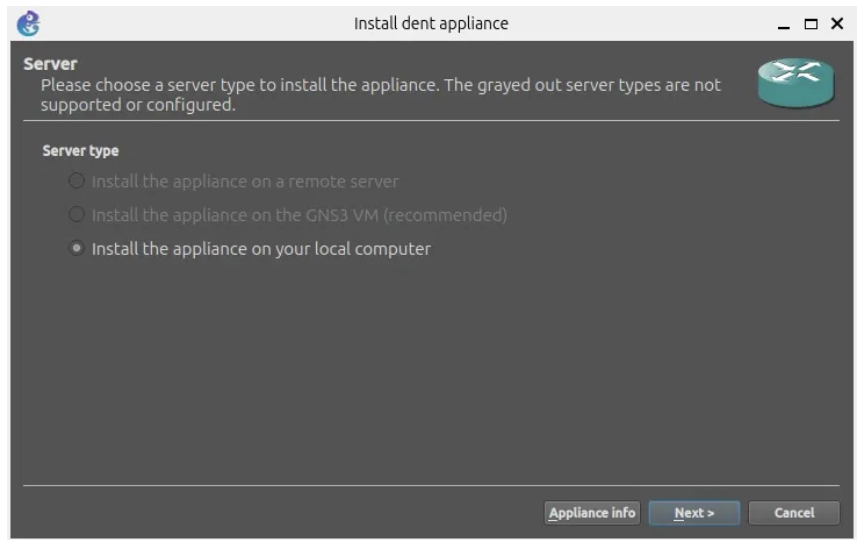 Install dent appliance
Server
Please choose a server type to install the appliance. The grayed out server types are not
supported or configured.
Server type
Install the appliance on a remote server
Install the appliance on the GNS3 VM (recommended)
Install the appliance on your local computer
Appliance info
Next >
Cancel